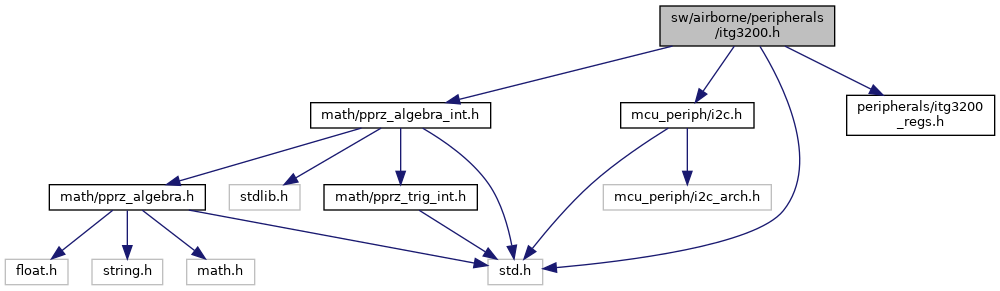 sw/airborne/peripherals
/itg3200.h
math/pprz_algebra_int.h
mcu_periph/i2c.h
peripherals/itg3200
_regs.h
math/pprz_algebra.h
stdlib.h
math/pprz_trig_int.h
mcu_periph/i2c_arch.h
float.h
string.h
math.h
std.h